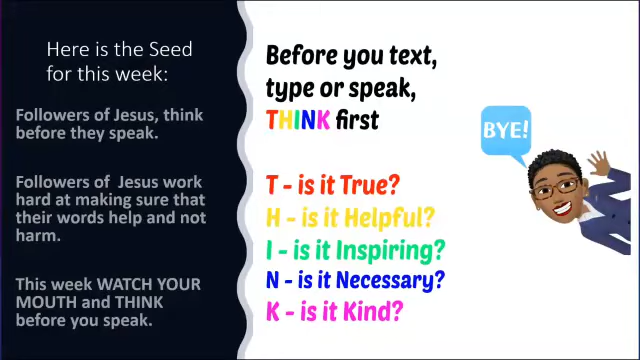 Here is the Seed
for this week:
Followers of Jesus, think
before they speak.
Followers of Jesus work
hard at making sure that
their words help and not
harm.
This week WATCH YOUR
MOUTH and THINK
before you speak.
Before you text,
type or speak,
THINK first
T - is it True?
H - is it Helpful?
I - is it Inspiring?
N - is it Necessary?
K - is it Kind?
BYE!